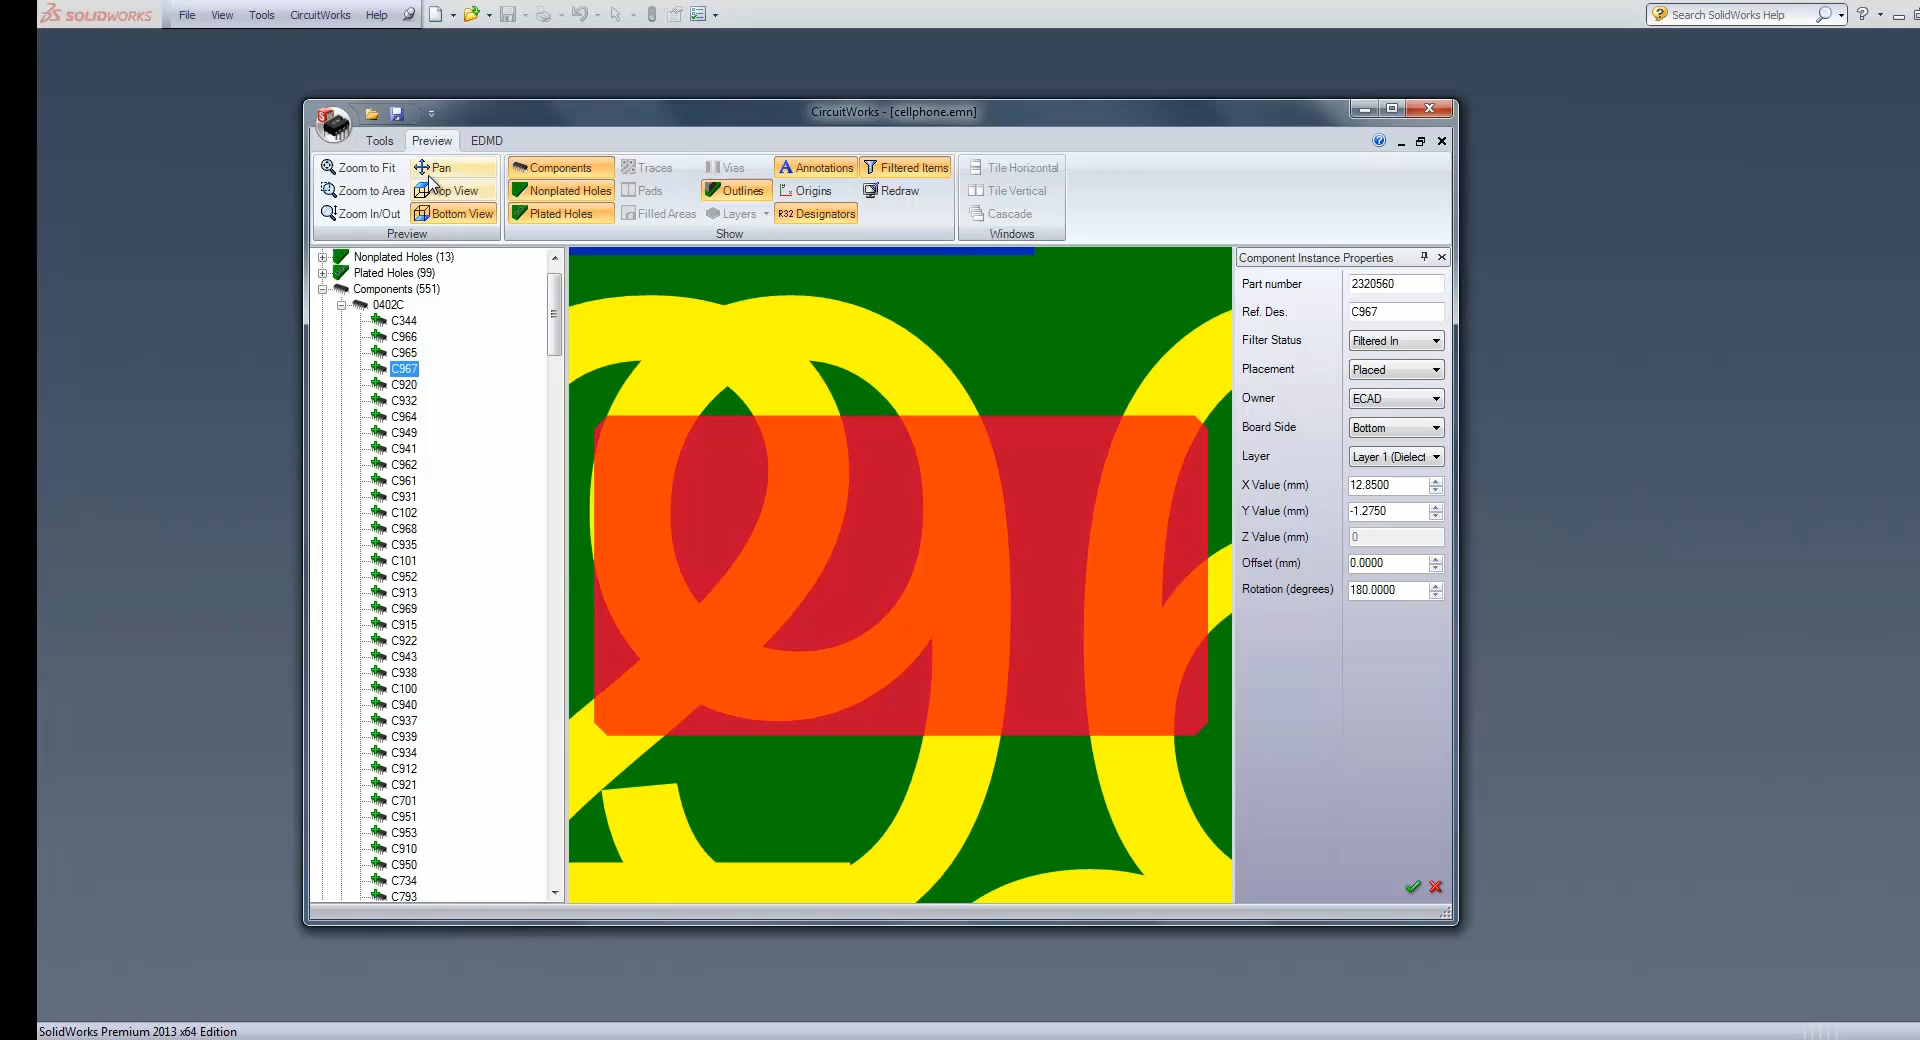 SOLIDWORKS File View Tools CircuitWorks Help Search SolidWorks Help
CircuitWorks - [cellphone.emn]
Tools Preview EDMD
Zoom to Fit Pan Components Traces Vias Annotations Filtered Items Tile Horizontal
Zoom to Area Top View Nonplated Holes Pads Outlines Origins Redraw Tile Vertical
Zoom In/Out Bottom View Plated Holes Filled Areas Layers R32 Designators Cascade
Preview Show Windows
Nonplated Holes (13)
Plated Holes (99)
Components (551)
0402C
C344
C966
C965
C967
C920
C932
C964
C949
C941
C962
C961
C931
C102
C968
C935
C101
C952
C913
C969
C915
C922
C943
C938
C100
C940
C937
C939
C934
C912
C921
C701
C951
C953
C910
C950
C734
C793
Component Instance Properties
Part number 2320560
Ref. Des. C967
Filter Status Filtered In
Placement Placed
Owner ECAD
Board Side Bottom
Layer Layer 1 (Dielect
X Value (mm) 12.8500
Y Value (mm) -1.2750
Z Value (mm) 0
Offset (mm) 0.0000
Rotation (degrees) 180.0000
SolidWorks Premium 2013 x64 Edition